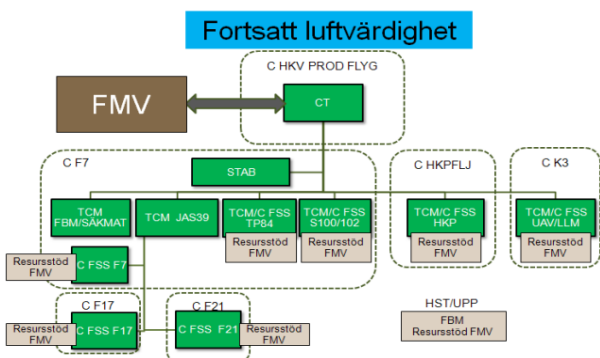 Fortsatt luftvärdighet
C HKV PROD FLYG
FMV
CT
C F7
STAB
C HKPFLJ
C K3
TCM
FBM/SÄKMAT
TCM JAS39
TCM/C FSS
TP84
Resursstöd
FMV
TCM/C FSS
S100/102
Resursstöd
FMV
TCM/C FSS
HKP
Resursstöd
FMV
TCM/C FSS
UAV/LLM
Resursstöd
FMV
Resursstöd
FMV
C FSS F7
C F17
C F21
Resursstöd
FMV
C FSS F17
C FSS F21
Resursstöd
FMV
HST/UPP
FBM
Resursstöd FMV